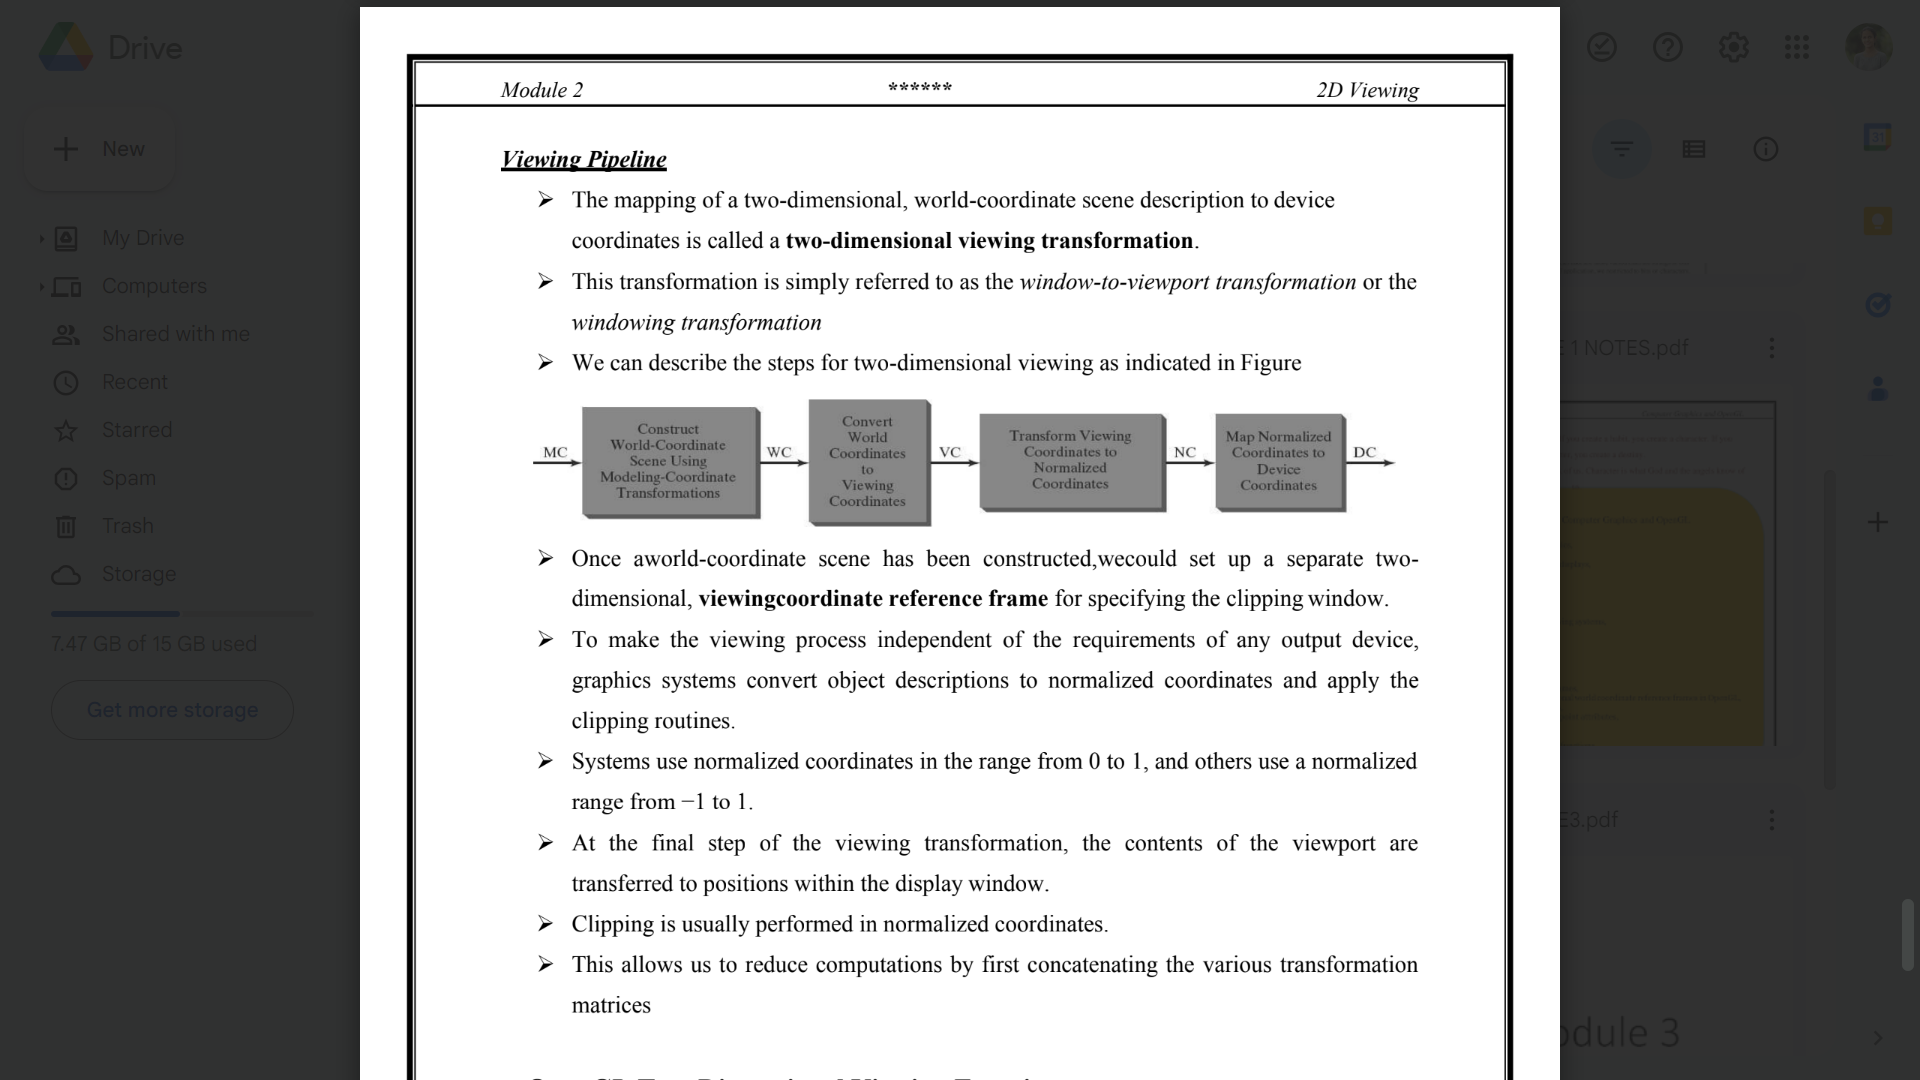 Drive
New
My Drive
Computers
Shared with me
Recent
Starred
Spam
Trash
Storage
7.47 GB of 15 GB used
Get more storage
Module 2 ****** 2D Viewing
Viewing Pipeline
➢ The mapping of a two-dimensional, world-coordinate scene description to device
coordinates is called a two-dimensional viewing transformation.
➢ This transformation is simply referred to as the window-to-viewport transformation or the
windowing transformation
➢ We can describe the steps for two-dimensional viewing as indicated in Figure
MC
Construct
World-Coordinate
Scene Using
Modeling-Coordinate
Transformations
WC
Convert
World
Coordinates
to
Viewing
Coordinates
VC
Transform Viewing
Coordinates to
Normalized
Coordinates
NC
Map Normalized
Coordinates to
Device
Coordinates
DC
➢ Once aworld-coordinate scene has been constructed,wecould set up a separate two-
dimensional, viewingcoordinate reference frame for specifying the clipping window.
➢ To make the viewing process independent of the requirements of any output device,
graphics systems convert object descriptions to normalized coordinates and apply the
clipping routines.
➢ Systems use normalized coordinates in the range from 0 to 1, and others use a normalized
range from −1 to 1.
➢ At the final step of the viewing transformation, the contents of the viewport are
transferred to positions within the display window.
➢ Clipping is usually performed in normalized coordinates.
➢ This allows us to reduce computations by first concatenating the various transformation
matrices
31
1 NOTES.pdf
E3.pdf
odule 3